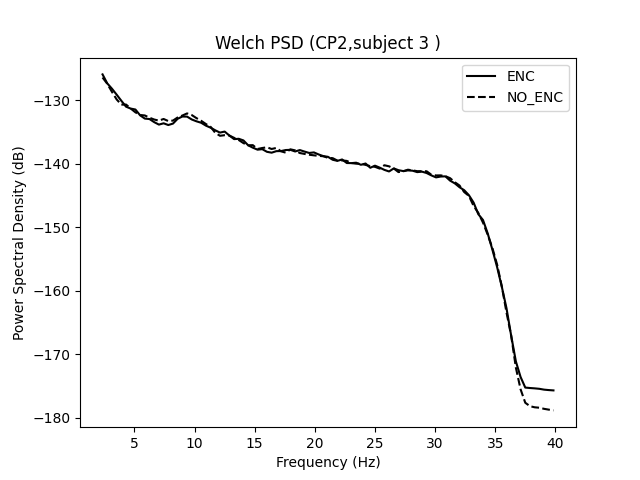 Welch PSD (CP2,subject 3 )
ENC
NO_ENC
Power Spectral Density (dB)
−130
−140
−150
−160
−170
−180
5 10 15 20 25 30 35 40
Frequency (Hz)